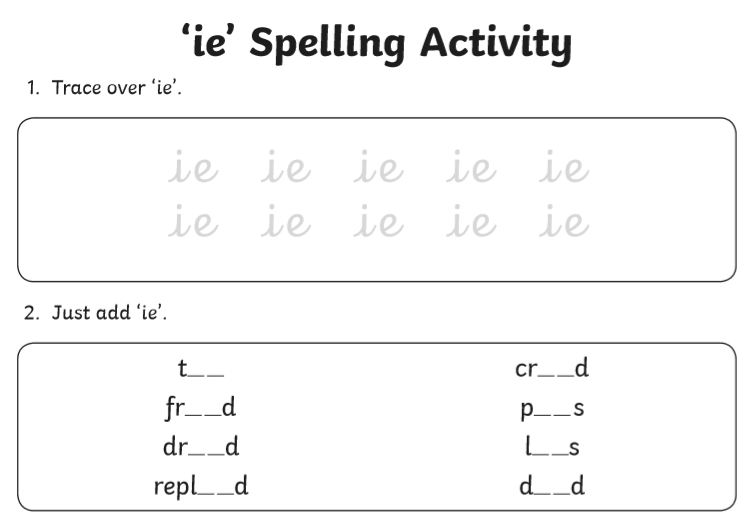 ‘ie’ Spelling Activity
1. Trace over ‘ie’.
ie ie ie ie ie
ie ie ie ie ie
2. Just add ‘ie’.
t__ cr__d
fr__d p__s
dr__d l__s
repl__d d__d